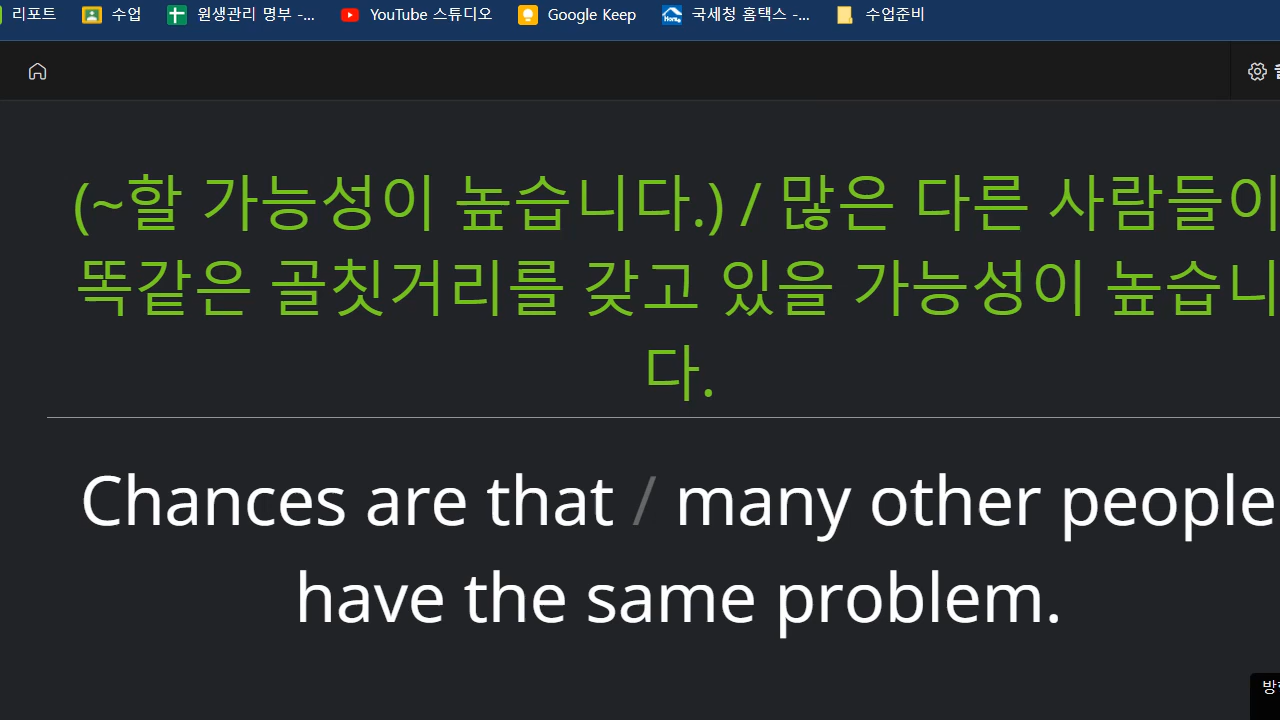 리포트 수업 원생관리 명부 -... YouTube 스튜디오 Google Keep 국세청 홈택스 -... 수업준비
(~할 가능성이 높습니다.) / 많은 다른 사람들이
똑같은 골칫거리를 갖고 있을 가능성이 높습니
다.
Chances are that / many other people
have the same problem.